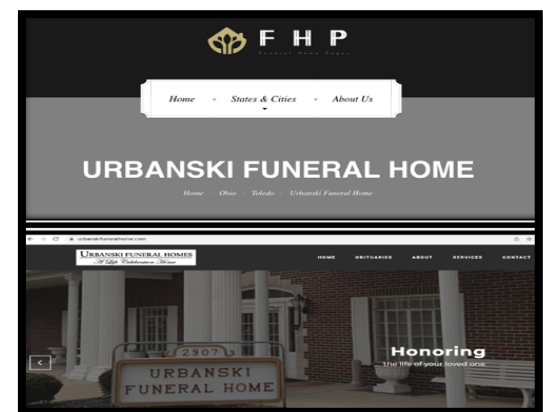 F H P
Funeral Home Pages
Home • States & Cities • About Us
URBANSKI FUNERAL HOME
Home / Ohio / Toledo / Urbanski Funeral Home
urbanskifuneralhome.com
URBANSKI FUNERAL HOMES
A Life Celebration Home
HOME OBITUARIES ABOUT SERVICES CONTACT
2907
URBANSKI
FUNERAL HOME
Honoring
the life of your loved one